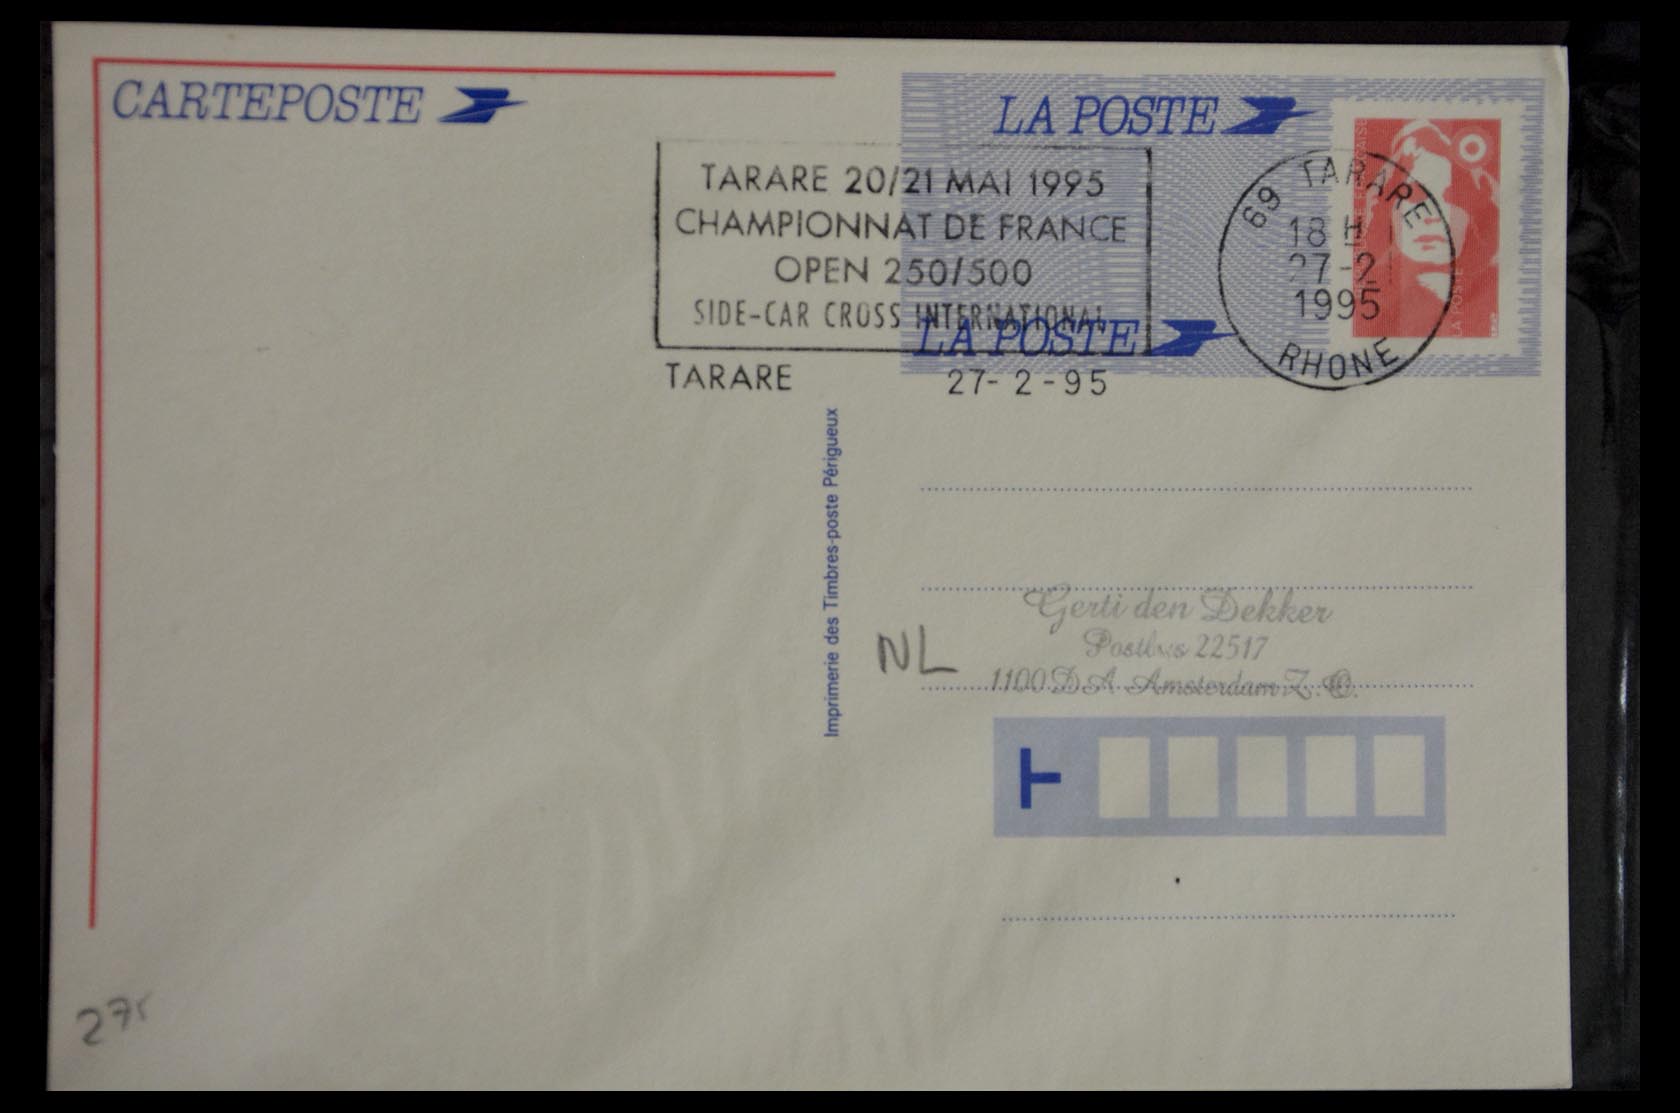 CARTEPOSTE
LA POSTE
TARARE 20/21 MAI 1995
CHAMPIONNAT DE FRANCE
OPEN 250/500
SIDE-CAR CROSS INTERNATIONAL
LA POSTE
TARARE 27-2-95
69 TARARE
18 H
27-2
1995
RHONE
LA POSTE
Imprimerie des Timbres-poste Périgueux
Gerti den Dekker
Postbus 22517
NL
1100 DA Amsterdam Z.O.